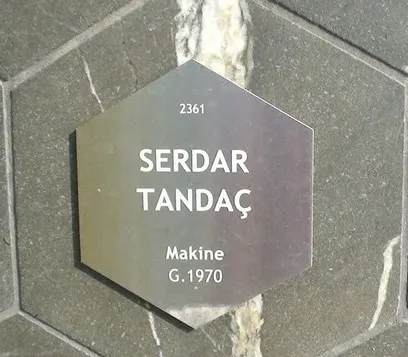 2361
SERDAR
TANDAÇ
Makine
G.1970